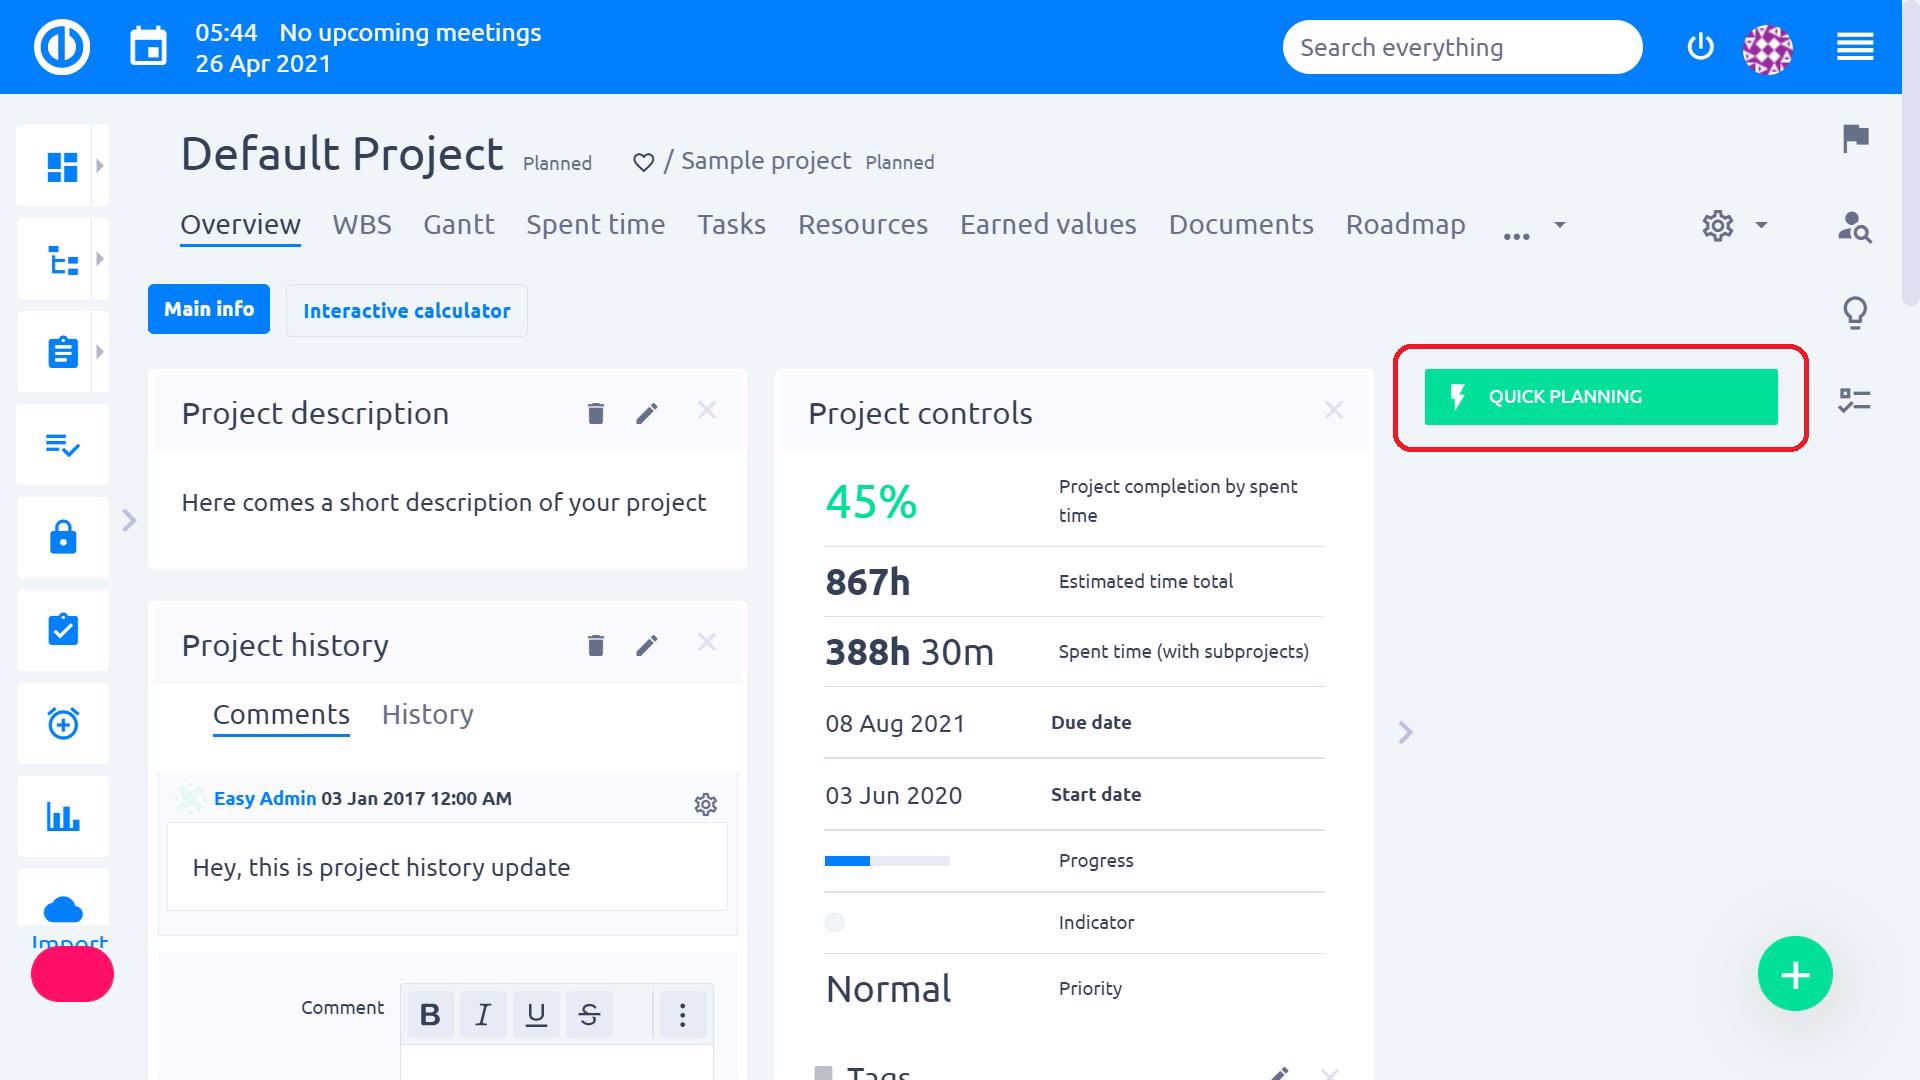 05:44 No upcoming meetings
26 Apr 2021
Search everything
Default Project Planned / Sample project Planned
Overview WBS Gantt Spent time Tasks Resources Earned values Documents Roadmap ...
Main info Interactive calculator
Project description
Here comes a short description of your project
Project history
Comments History
Easy Admin 03 Jan 2017 12:00 AM
Hey, this is project history update
Comment B I U S
Project controls
45% Project completion by spent
time
867h Estimated time total
388h 30m Spent time (with subprojects)
08 Aug 2021 Due date
03 Jun 2020 Start date
Progress
Indicator
Normal Priority
Tags
QUICK PLANNING
Import